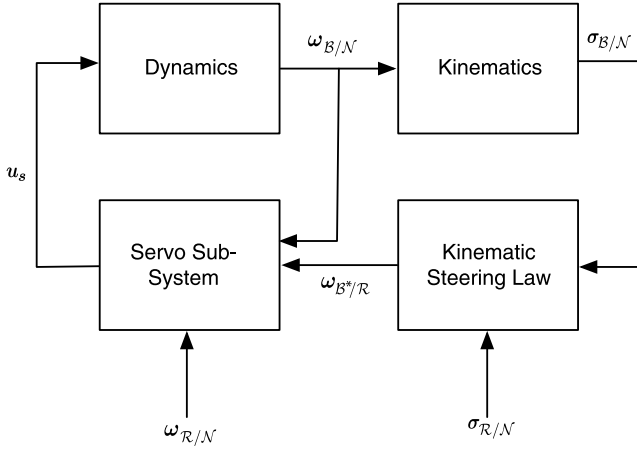 ω_{B/N}
σ_{B/N}
Dynamics
Kinematics
u_s
Servo Sub-
System
Kinematic
Steering Law
ω_{B*/R}
ω_{R/N}
σ_{R/N}